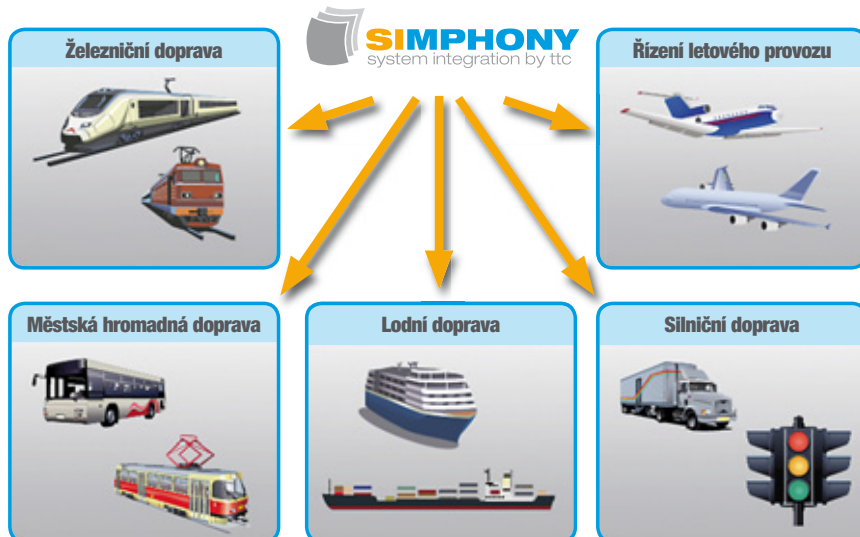 SIMPHONY
system integration by ttc
Železniční doprava
Řízení letového provozu
Městská hromadná doprava
Lodní doprava
Silniční doprava